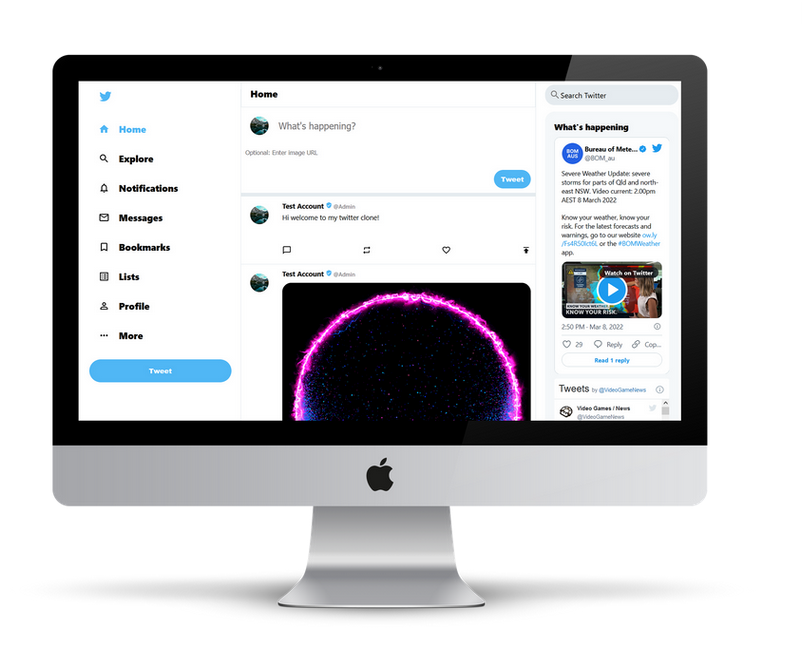 Home
Explore
Notifications
Messages
Bookmarks
Lists
Profile
More
Tweet
Home
What's happening?
Optional: Enter image URL
Tweet
Test Account @Admin
Hi welcome to my twitter clone!
Test Account @Admin
Search Twitter
What's happening
BOM
AUS
Bureau of Mete...
@BOM_au
Severe Weather Update: severe
storms for parts of Qld and north-
east NSW. Video current: 2.00pm
AEST 8 March 2022
Know your weather, know your
risk. For the latest forecasts and
warnings, go to our website ow.ly
or the #BOMWeather
app.
Watch on Twitter
KNOW YOUR WEATHER.
KNOW YOUR RISK.
2:50 PM · Mar 8, 2022
29 Reply Cop...
Read 1 reply
Tweets by @VideoGameNews
Video Games / News
@VideoGameNews